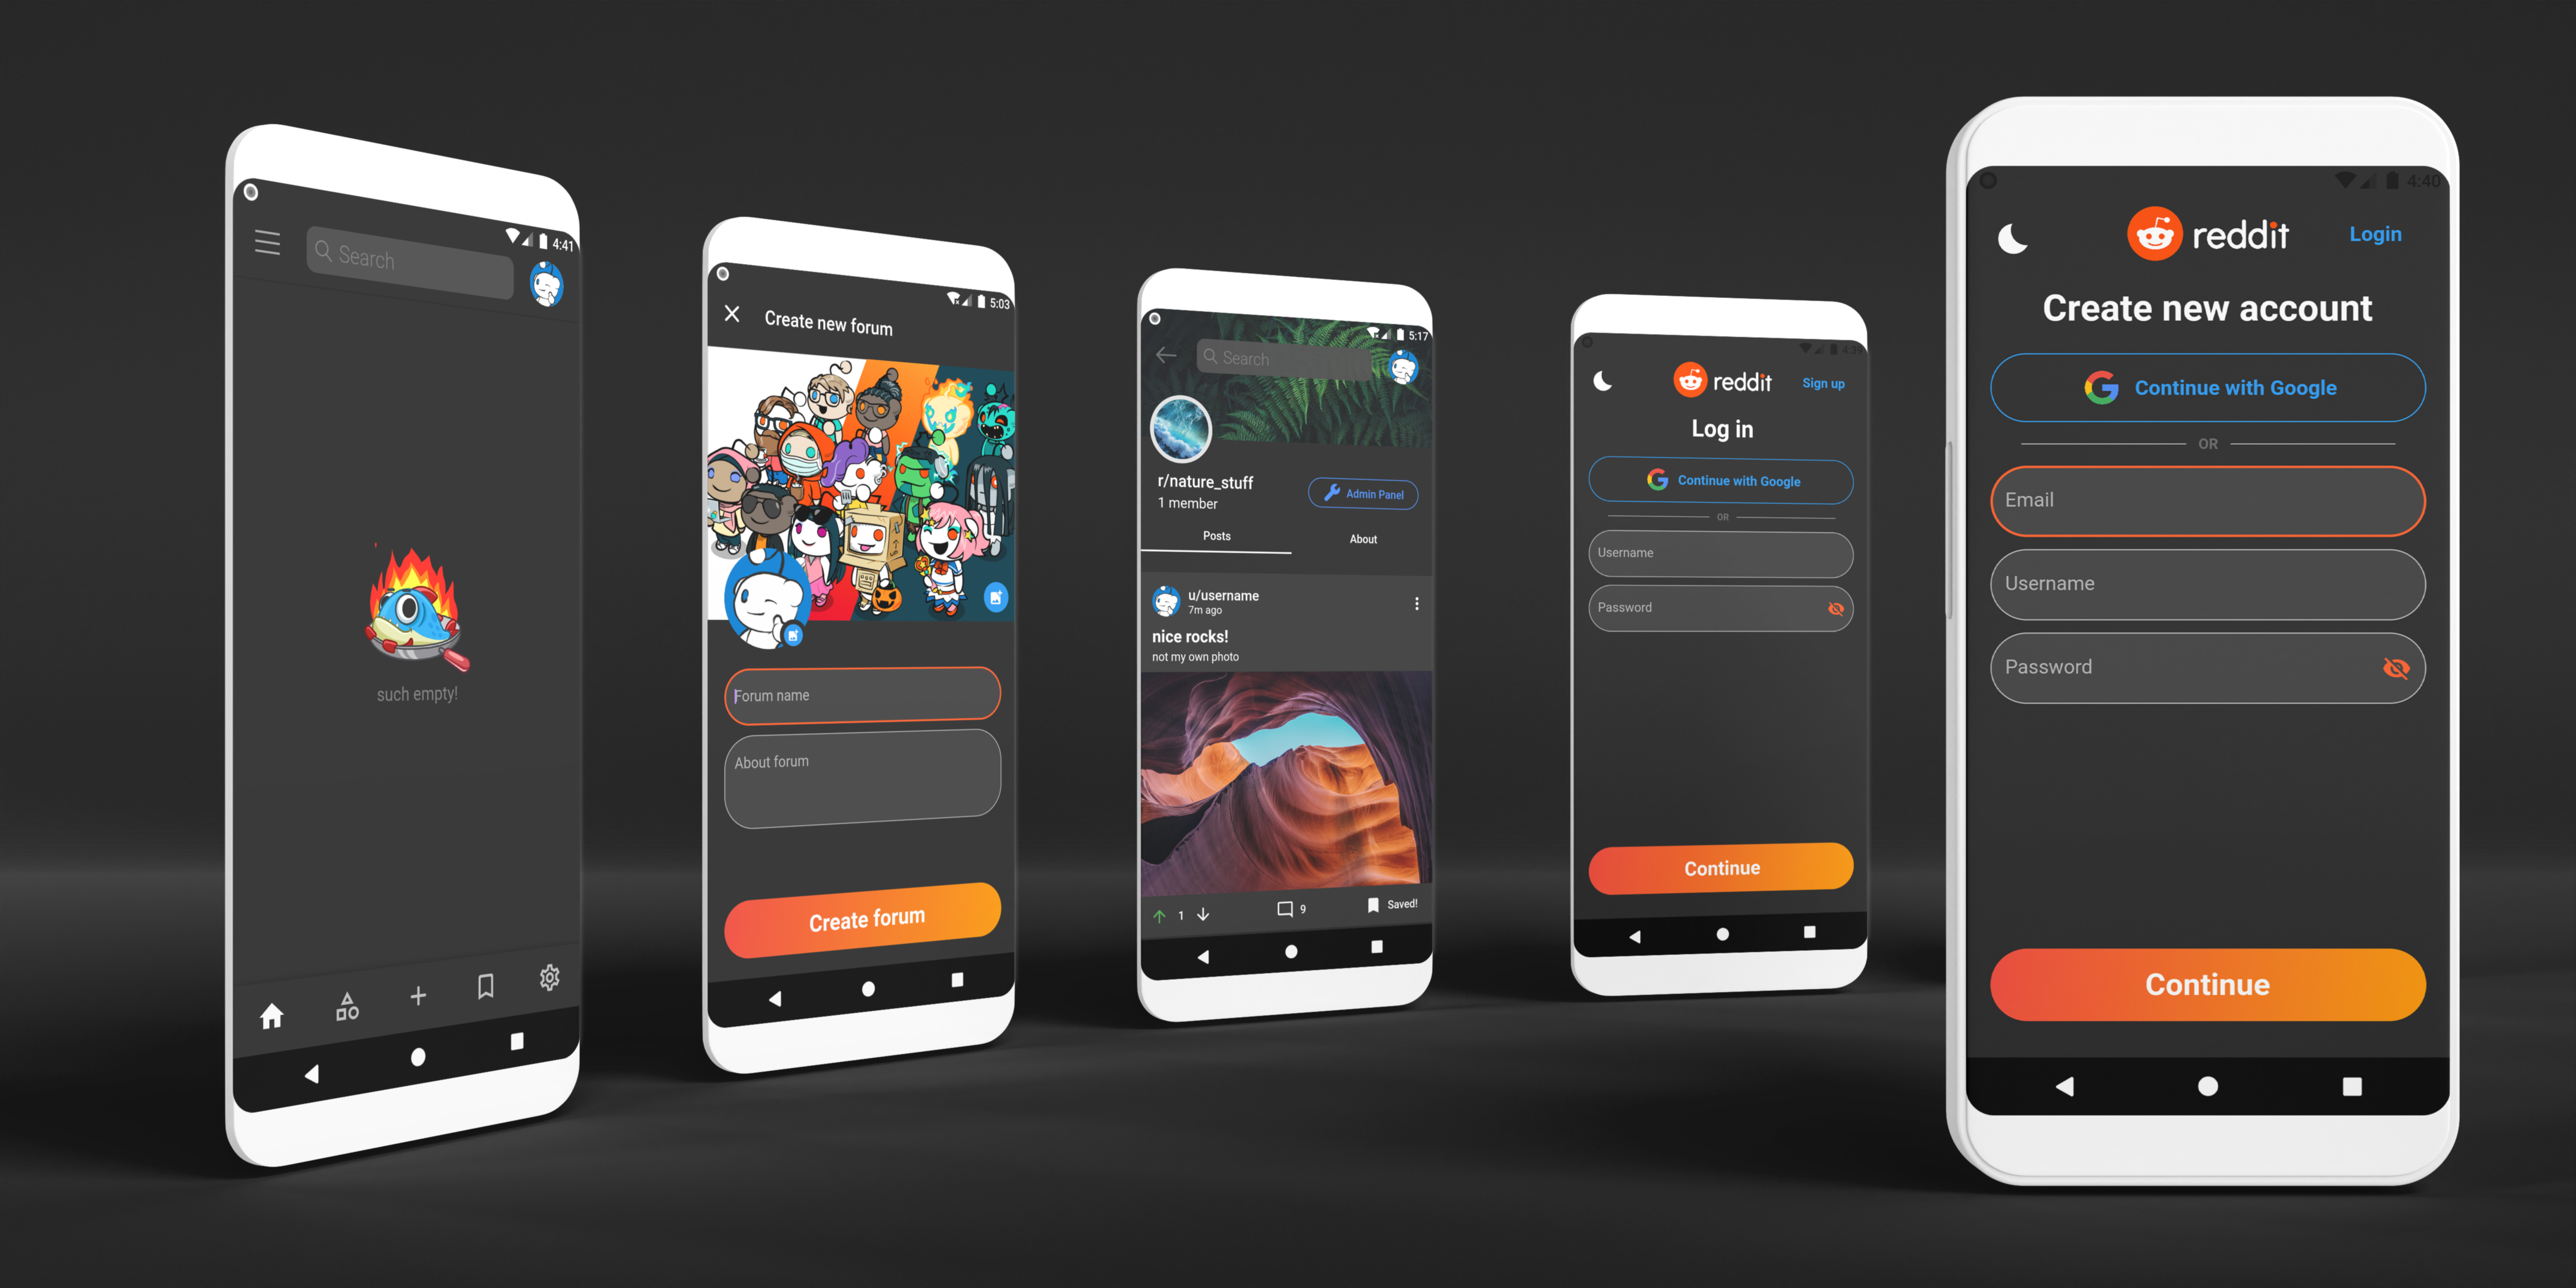 4:41
Search
such empty!
5:03
Create new forum
Forum name
About forum
Create forum
5:17
Search
r/nature_stuff
1 member
Admin Panel
Posts
About
u/username
7m ago
nice rocks!
not my own photo
1
9
Saved!
reddit
Sign up
Log in
Continue with Google
OR
Username
Password
Continue
4:40
reddit
Login
Create new account
Continue with Google
OR
Email
Username
Password
Continue